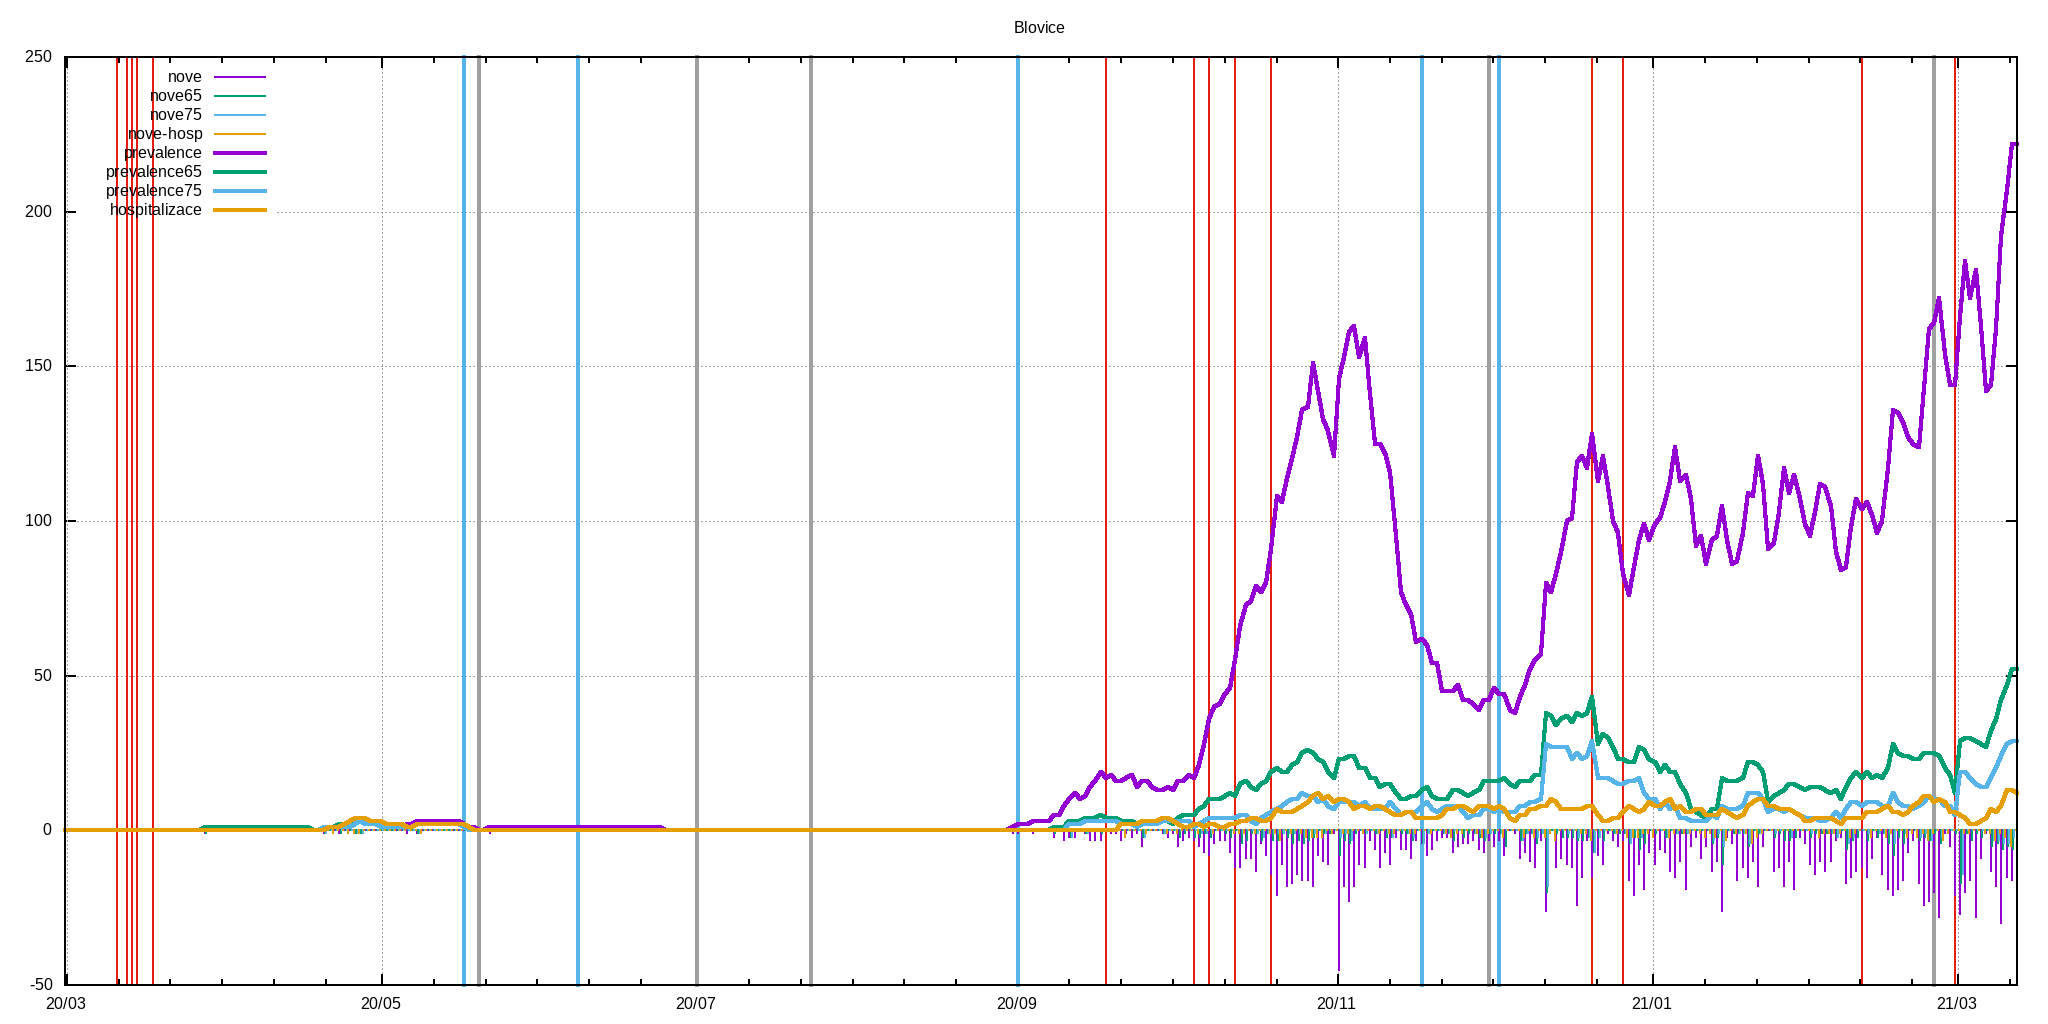 Blovice
250
200
150
100
50
0
-50
nove
nove65
nove75
nove-hosp
prevalence
prevalence65
prevalence75
hospitalizace
20/03 20/05 20/07 20/09 20/11 21/01 21/03